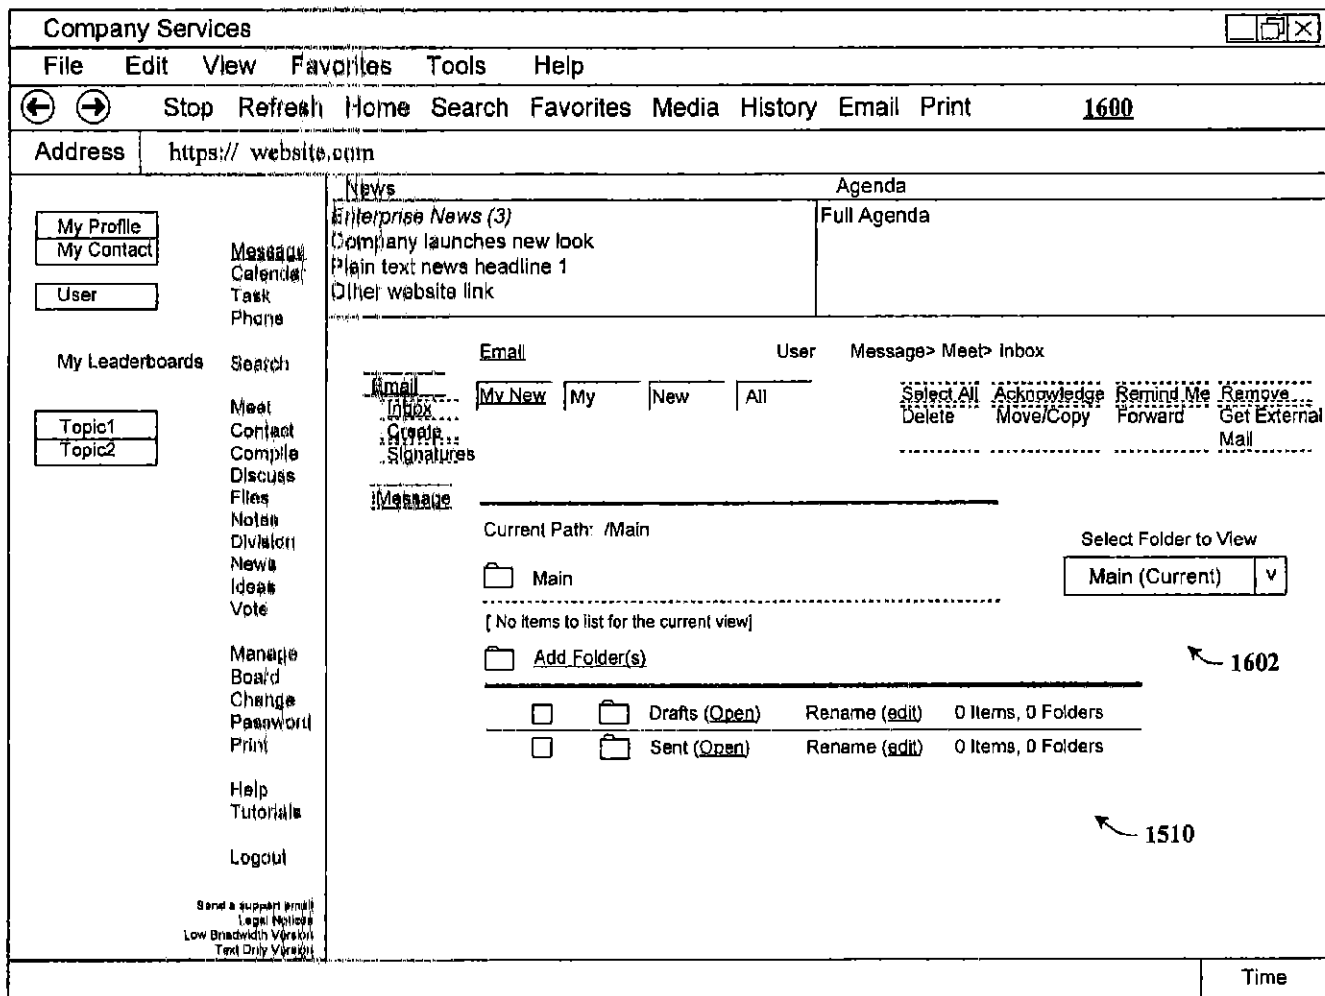 Company Services
File Edit View Favorites Tools Help
Stop Refresh Home Search Favorites Media History Email Print 1600
Address https:// website.com
News Agenda
Enterprise News (3)
Company launches new look
Plain text news headline 1
Other website link
Full Agenda
My Profile
My Contact
User
My Leaderboards
Topic1
Topic2
Message
Calendar
Task
Phone
Search
Meet
Contact
Compile
Discuss
Files
Notes
Division
News
Ideas
Vote
Manage
Board
Change
Password
Print
Help
Tutorials
Logout
Send a support email
Legal Notices
Low Bradwidth Version
Text Only Version
Email User Message> Meet> Inbox
Email
Inbox
Create
Signatures
Message
My New My New All
Select All Acknowledge Remind Me Remove
Delete Move/Copy Forward Get External
Mail
Current Path: /Main
Select Folder to View
Main (Current) v
Main
[ No items to list for the current view]
Add Folder(s)
1602
Drafts (Open) Rename (edit) 0 Items, 0 Folders
Sent (Open) Rename (edit) 0 Items, 0 Folders
1510
Time